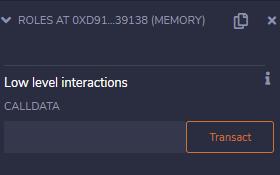 ROLES AT 0XD91...39138 (MEMORY)
Low level interactions
CALLDATA
Transact